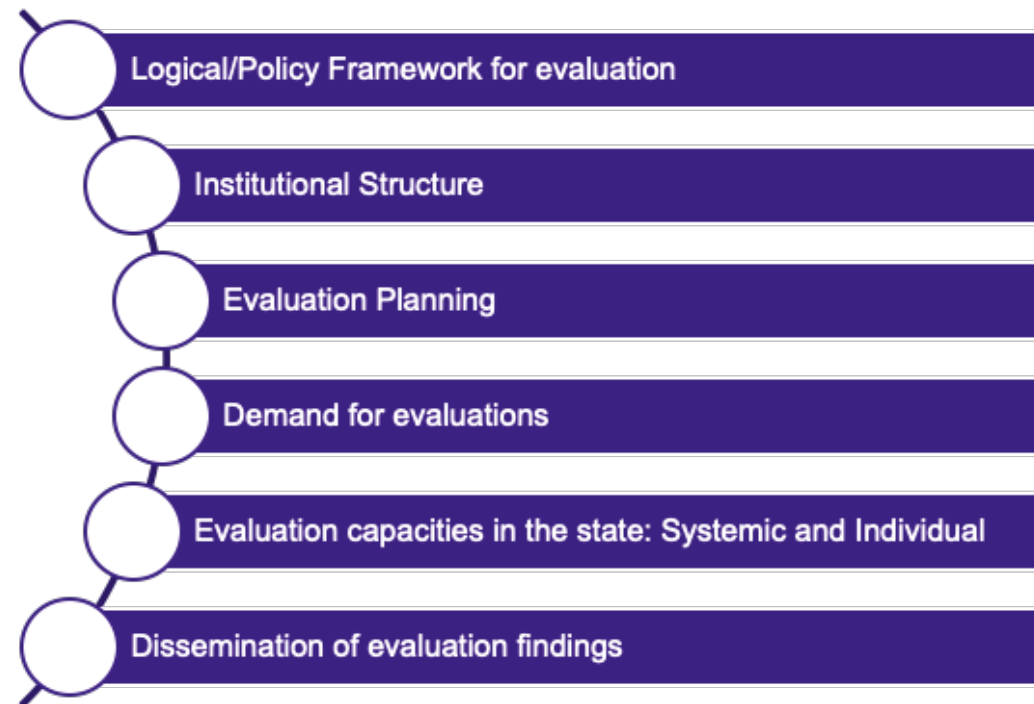 Logical/Policy Framework for evaluation
Institutional Structure
Evaluation Planning
Demand for evaluations
Evaluation capacities in the state: Systemic and Individual
Dissemination of evaluation findings